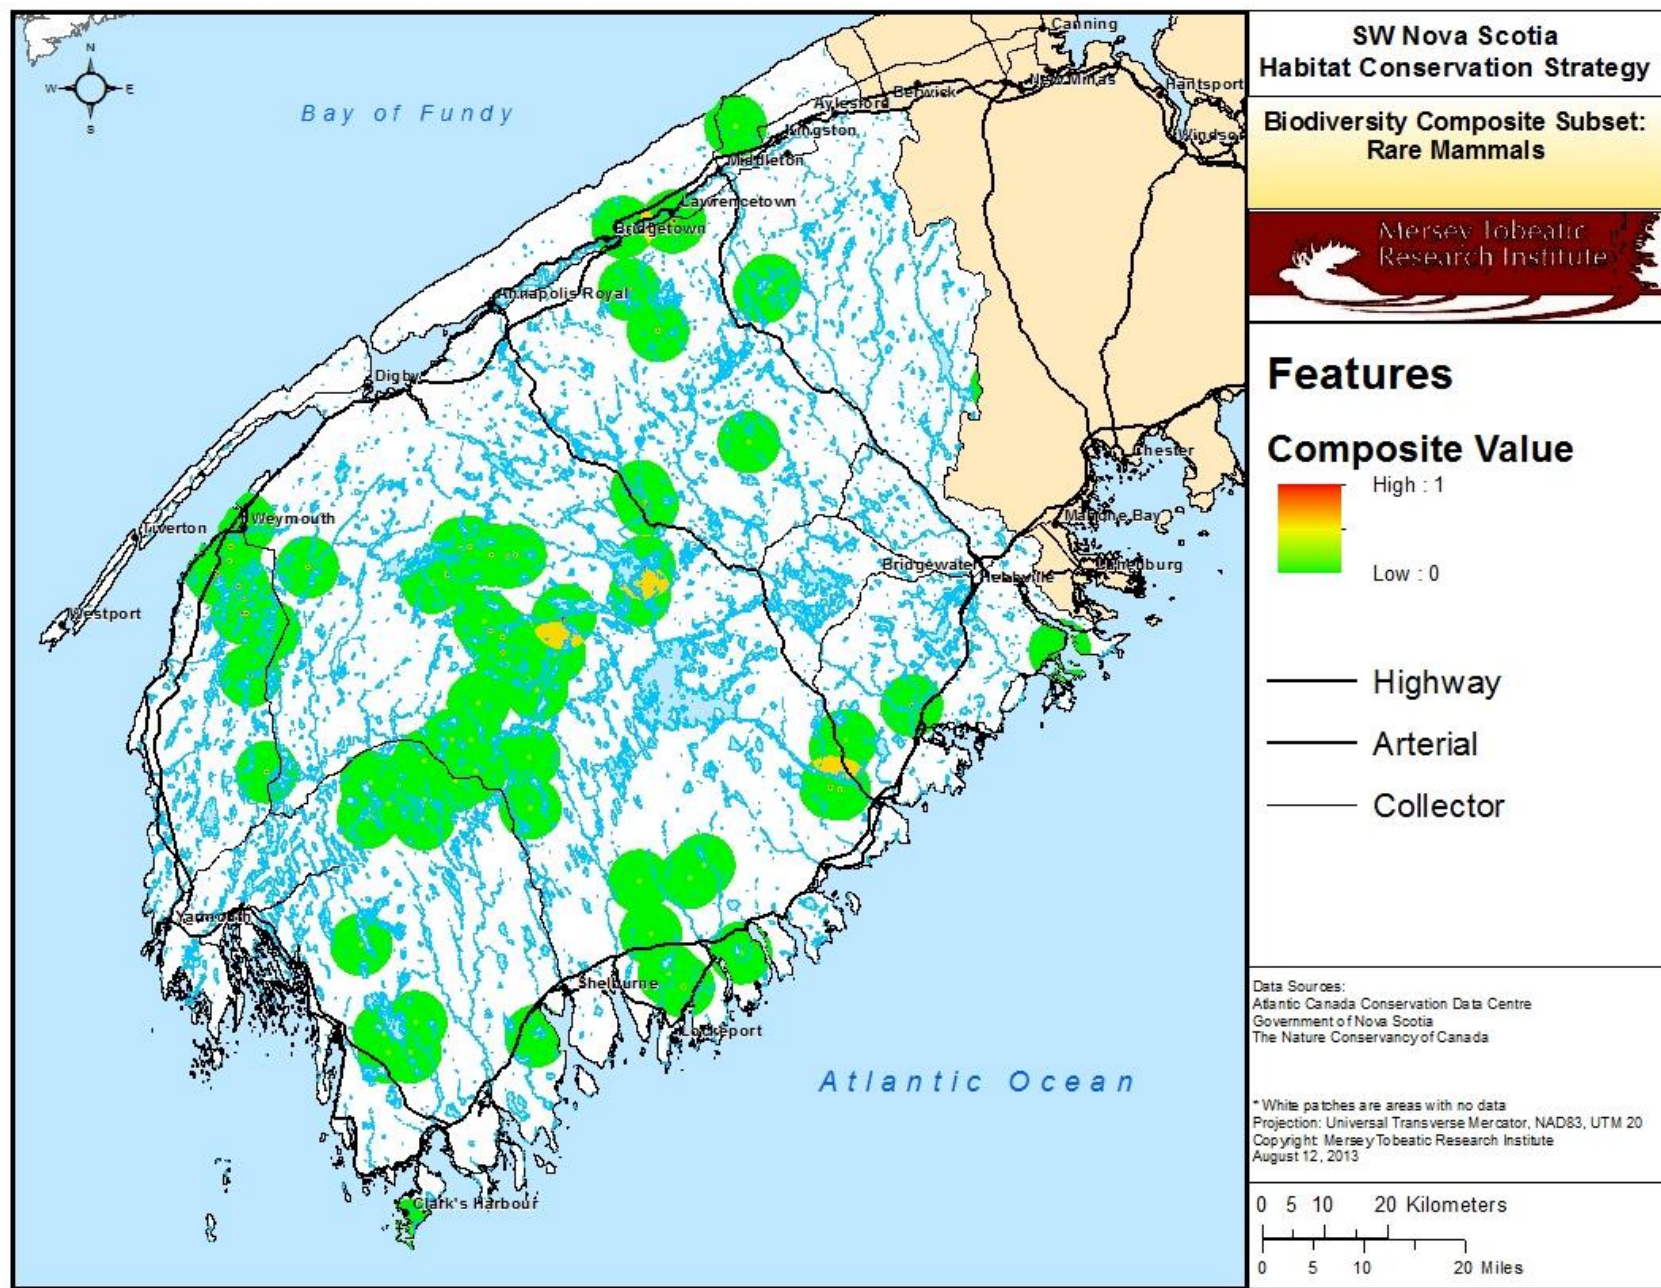 SW Nova Scotia
Habitat Conservation Strategy
Biodiversity Composite Subset:
Rare Mammals
Mersey Tobeatic
Research Institute
Features
Composite Value
High : 1
Low : 0
Highway
Arterial
Collector
Data Sources:
Atlantic Canada Conservation Data Centre
Government of Nova Scotia
The Nature Conservancy of Canada
* White patches are areas with no data
Projection: Universal Transverse Mercator, NAD83, UTM 20
Copyright: Mersey Tobeatic Research Institute
August 12, 2013
0 5 10 20 Kilometers
0 5 10 20 Miles
N
W E
S
Bay of Fundy
Atlantic Ocean
Canning
New Minas
Hantsport
Berwick
Aylesford
Windsor
Kingston
Middleton
Lawrencetown
Bridgetown
Annapolis Royal
Digby
Chester
Mahone Bay
Weymouth
Tiverton
Bridgewater
Hebbville
Lunenburg
Westport
Yarmouth
Shelburne
Lockeport
Clark's Harbour